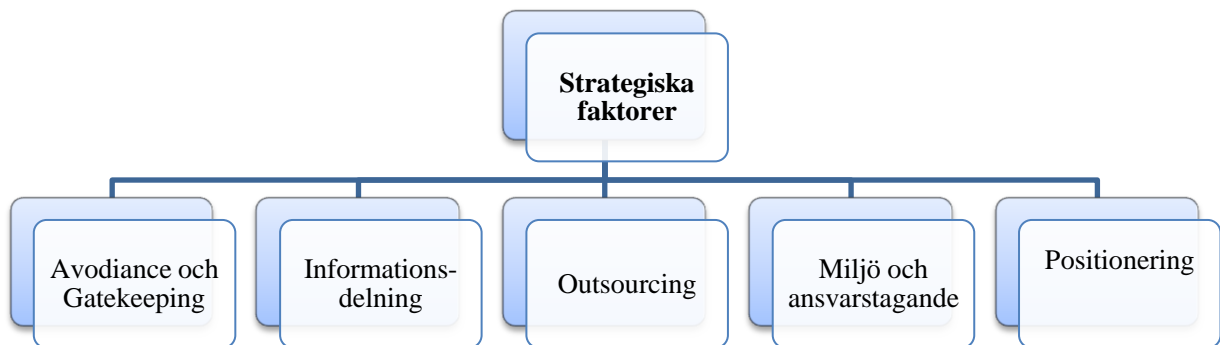 Strategiska
faktorer
Avodiance och
Gatekeeping
Informations-
delning
Outsourcing
Miljö och
ansvarstagande
Positionering